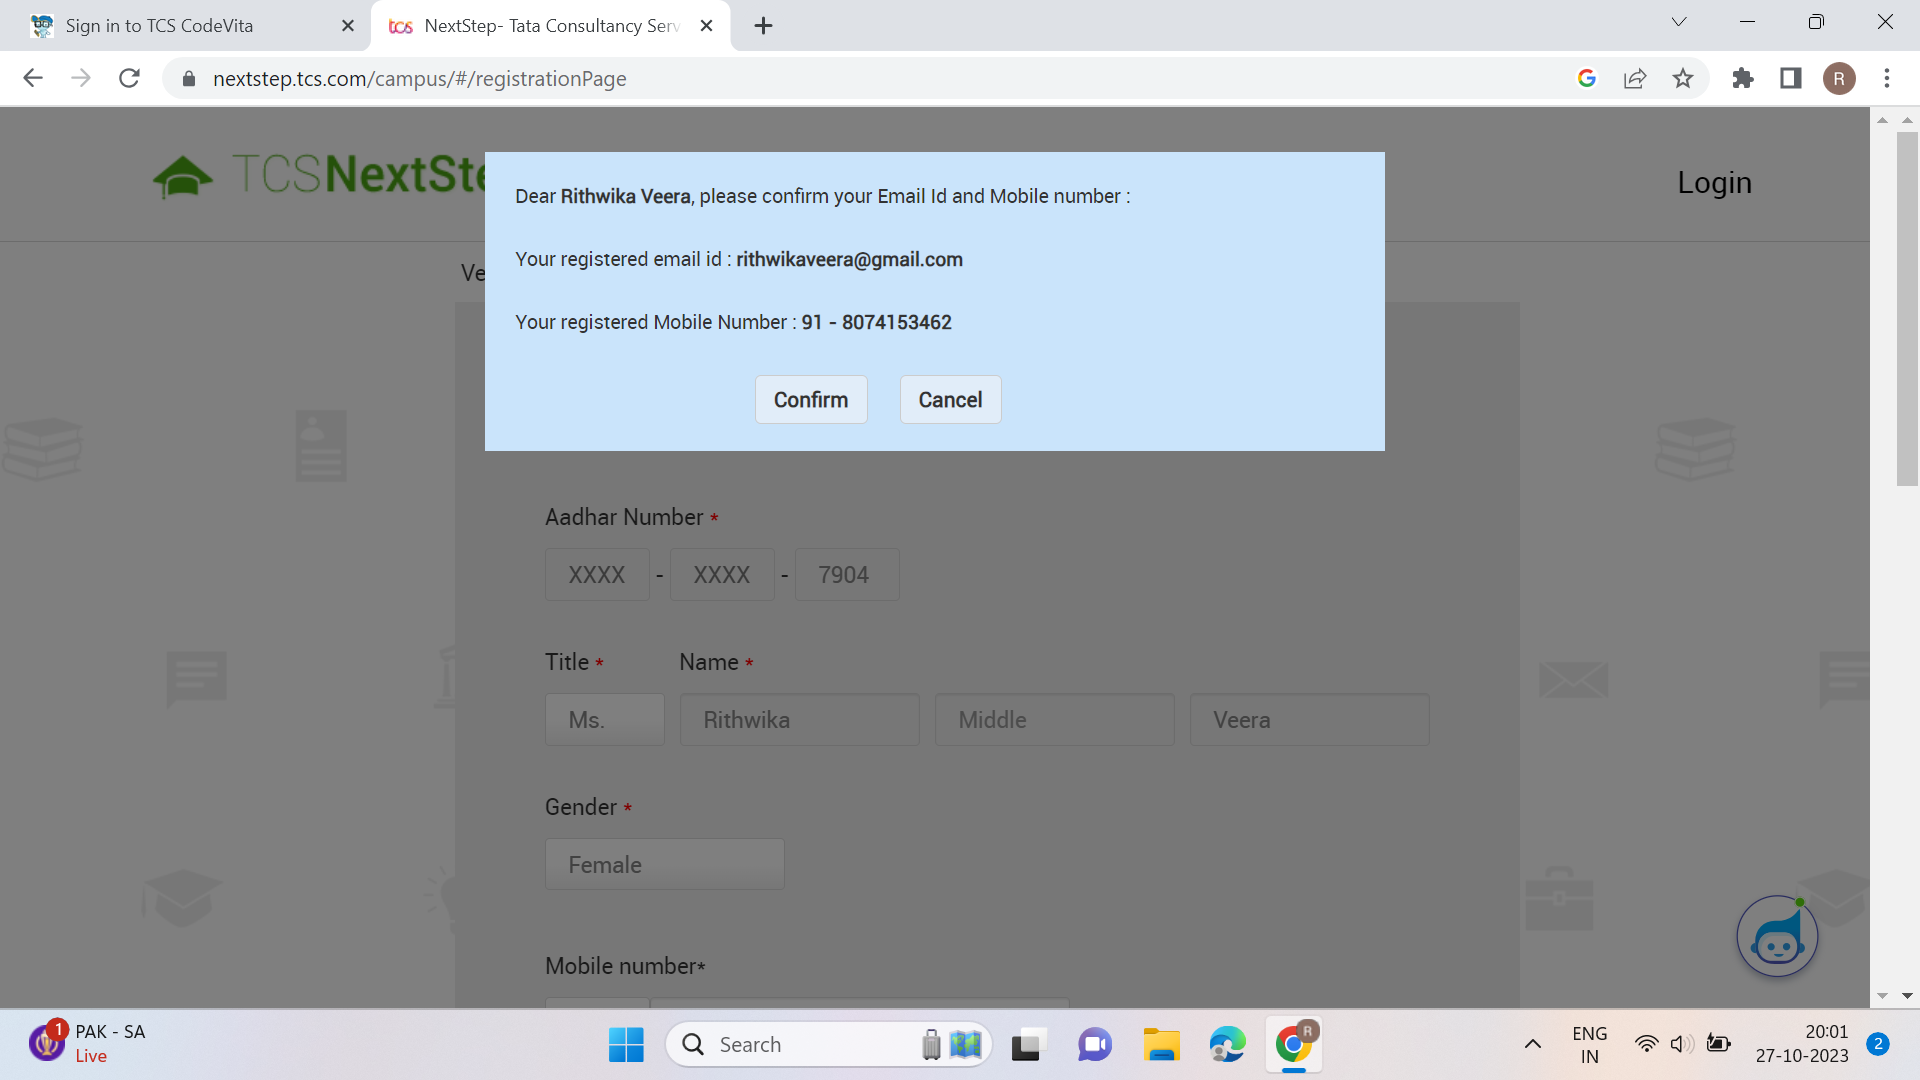 Sign in to TCS CodeVita
tcs NextStep- Tata Consultancy Serv
nextstep.tcs.com/campus/#/registrationPage
R
TCSNextSte
Login
Dear Rithwika Veera, please confirm your Email Id and Mobile number :
Your registered email id : rithwikaveera@gmail.com
Your registered Mobile Number : 91 - 8074153462
Confirm Cancel
Ve
Aadhar Number *
XXXX - XXXX - 7904
Title * Name *
Ms. Rithwika Middle Veera
Gender *
Female
Mobile number*
1 PAK - SA
Live
Search
R
ENG
IN
20:01
27-10-2023
2